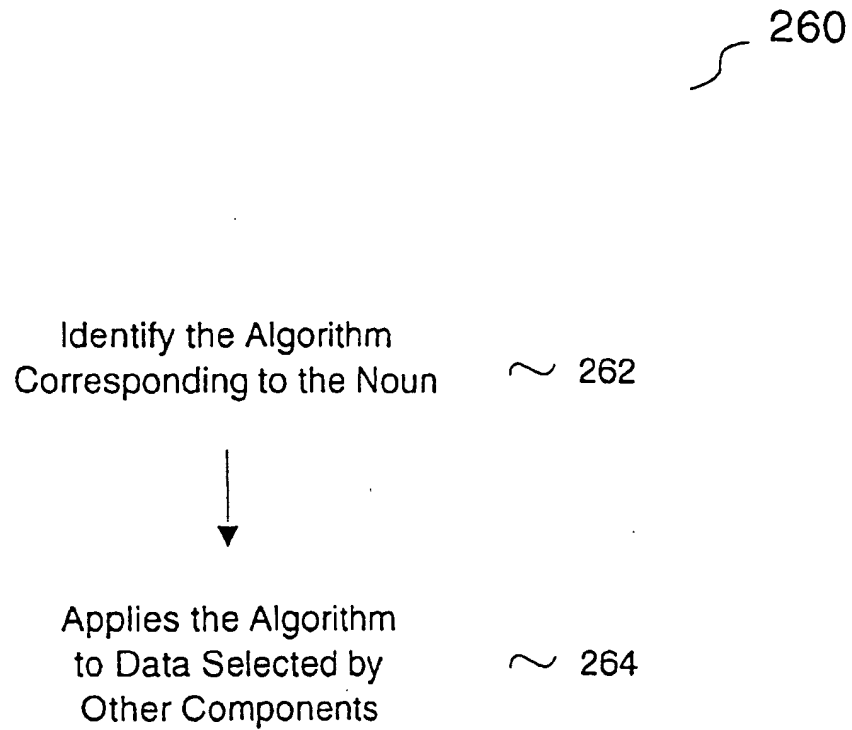 260
Identify the Algorithm
Corresponding to the Noun
262
Applies the Algorithm
to Data Selected by
Other Components
264